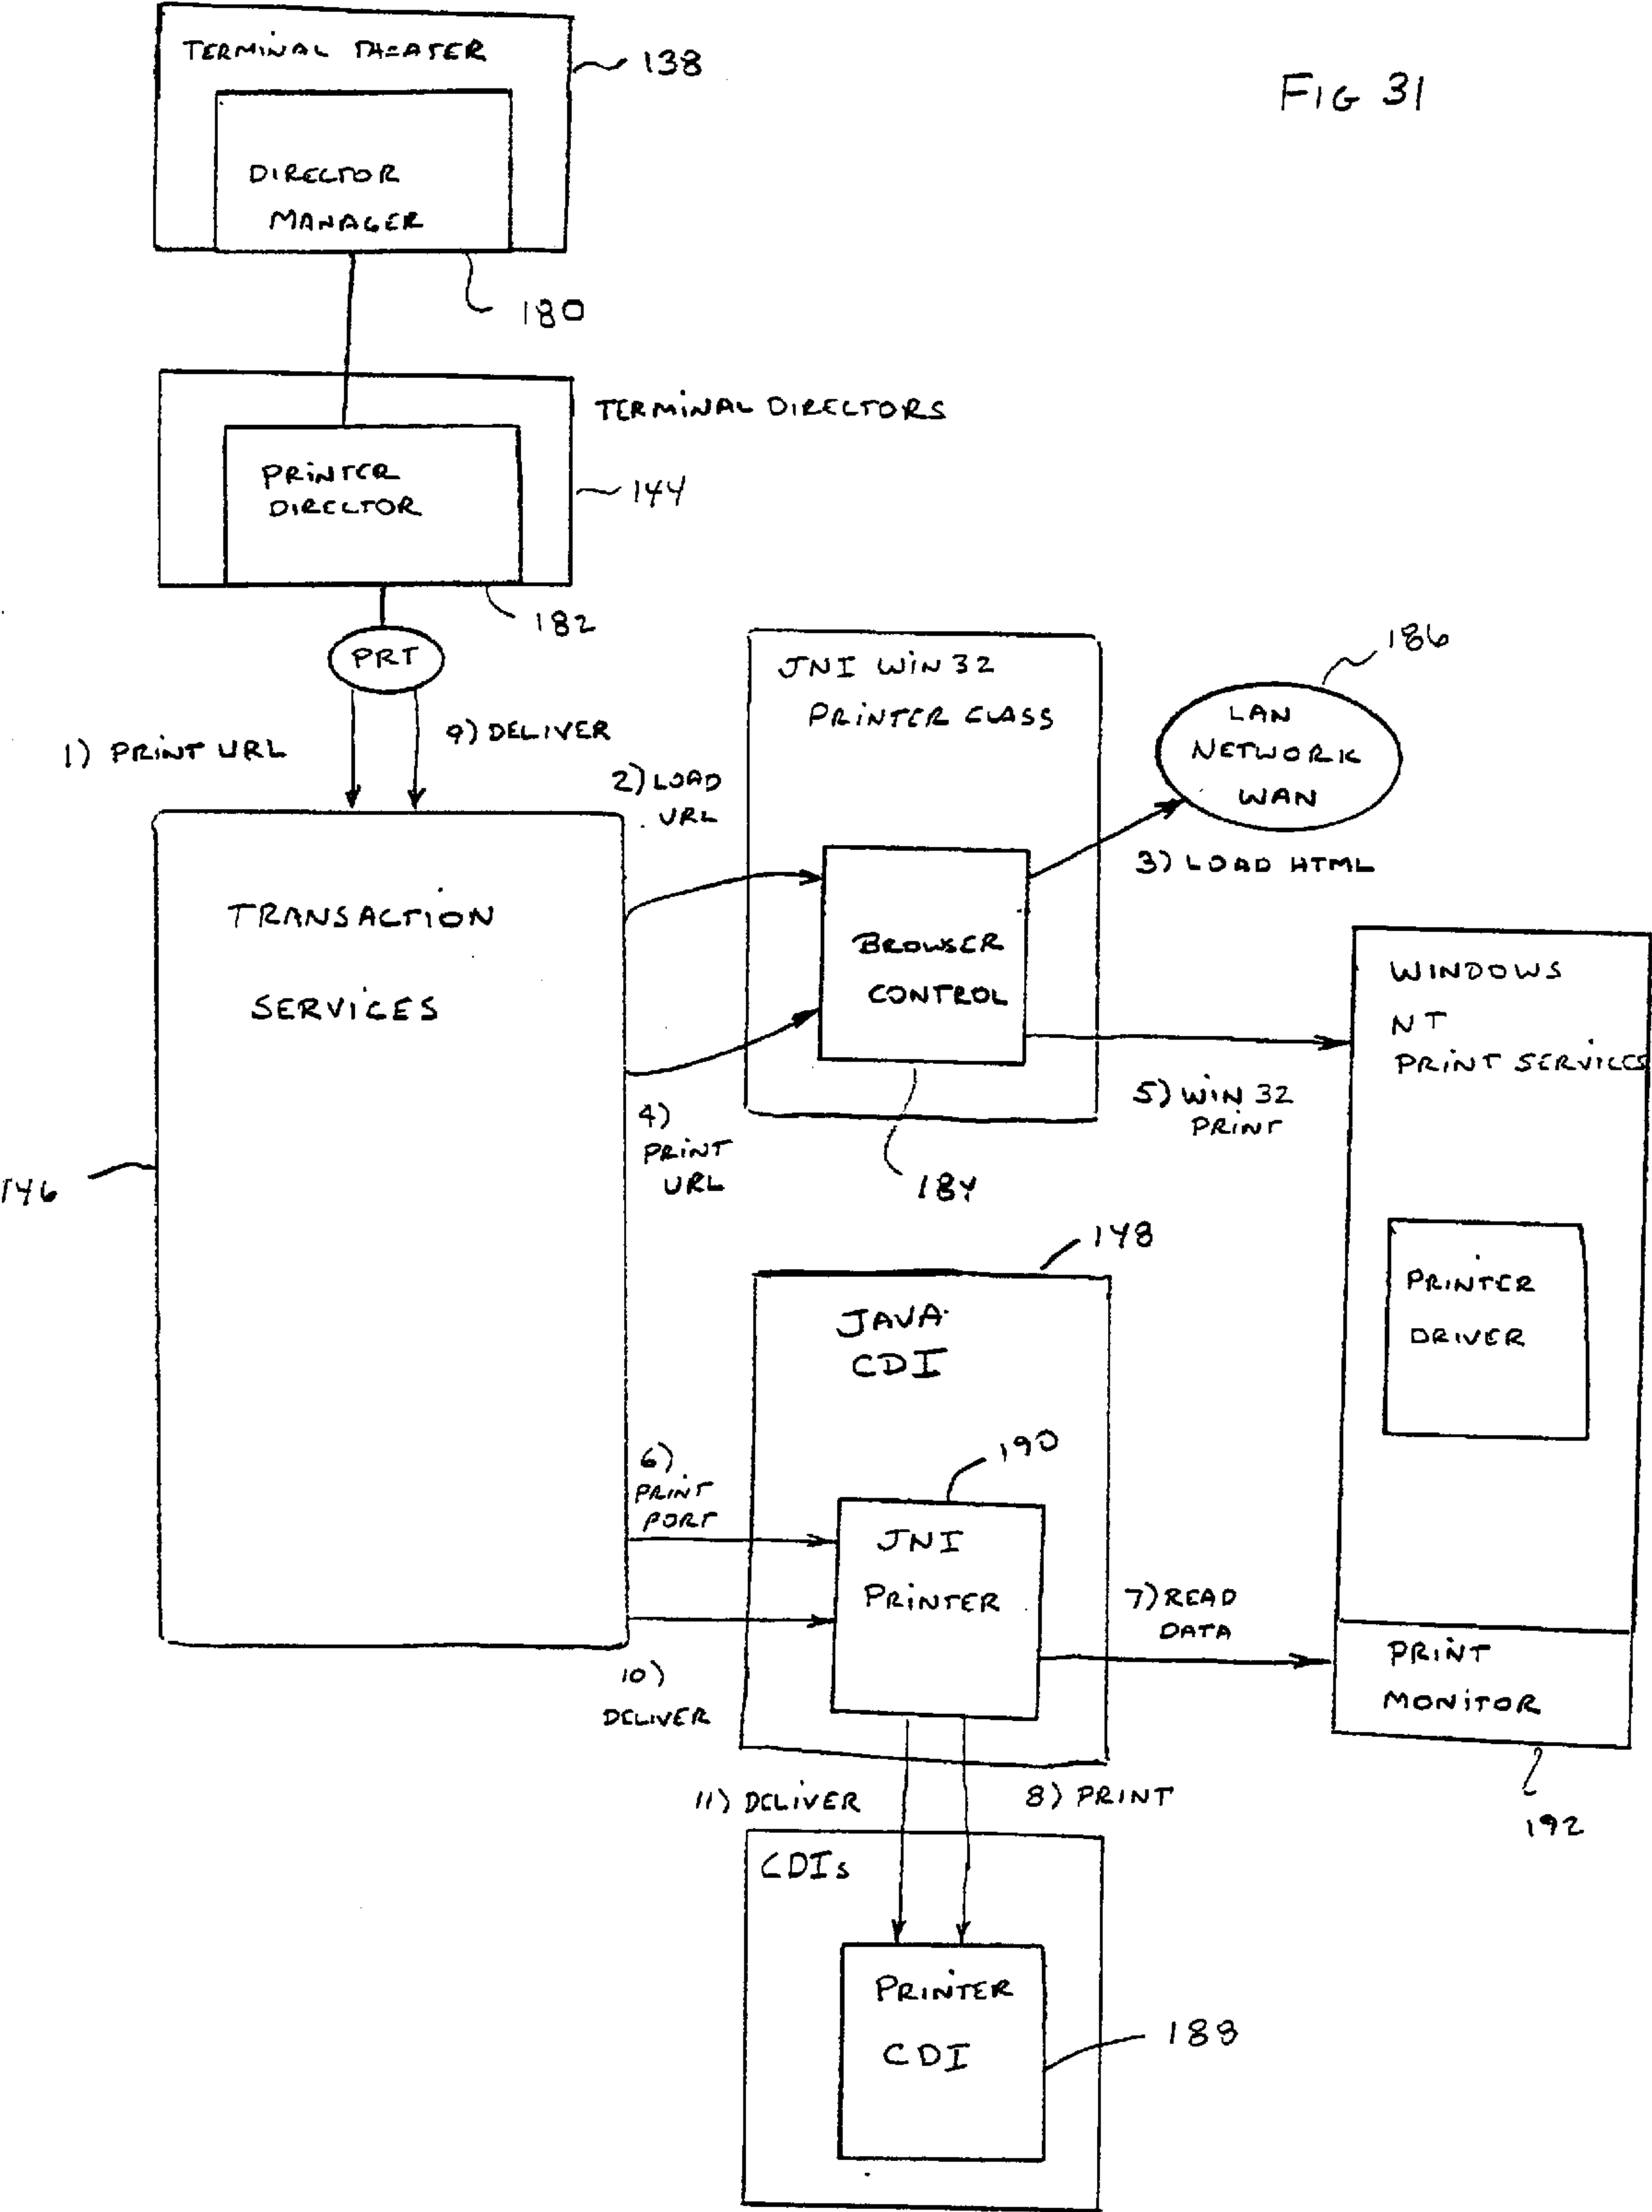 FIG 31
TERMINAL THEATER
138
DIRECTOR
MANAGER
180
TERMINAL DIRECTORS
PRINTER
DIRECTOR
144
182
PRT
1) PRINT URL
9) DELIVER
2) LOAD
URL
JNI WIN 32
PRINTER CLASS
186
LAN
NETWORK
WAN
3) LOAD HTML
TRANSACTION
SERVICES
BROWSER
CONTROL
WINDOWS
NT
PRINT SERVICES
4)
PRINT
URL
5) WIN 32
PRINT
184
146
148
JAVA
CDI
PRINTER
DRIVER
6)
PRINT
PORT
190
JNI
PRINTER
7) READ
DATA
10)
DELIVER
PRINT
MONITOR
11) DELIVER
8) PRINT
192
CDIs
PRINTER
CDI
188